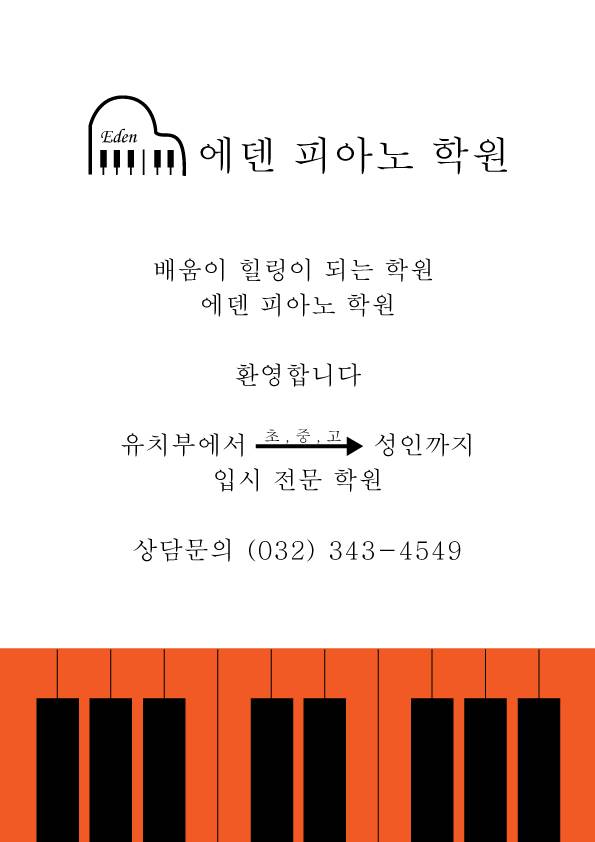 Eden
에덴 피아노 학원
배움이 힐링이 되는 학원
에덴 피아노 학원
환영합니다
유치부에서 초,중,고 성인까지
입시 전문 학원
상담문의 (032) 343-4549